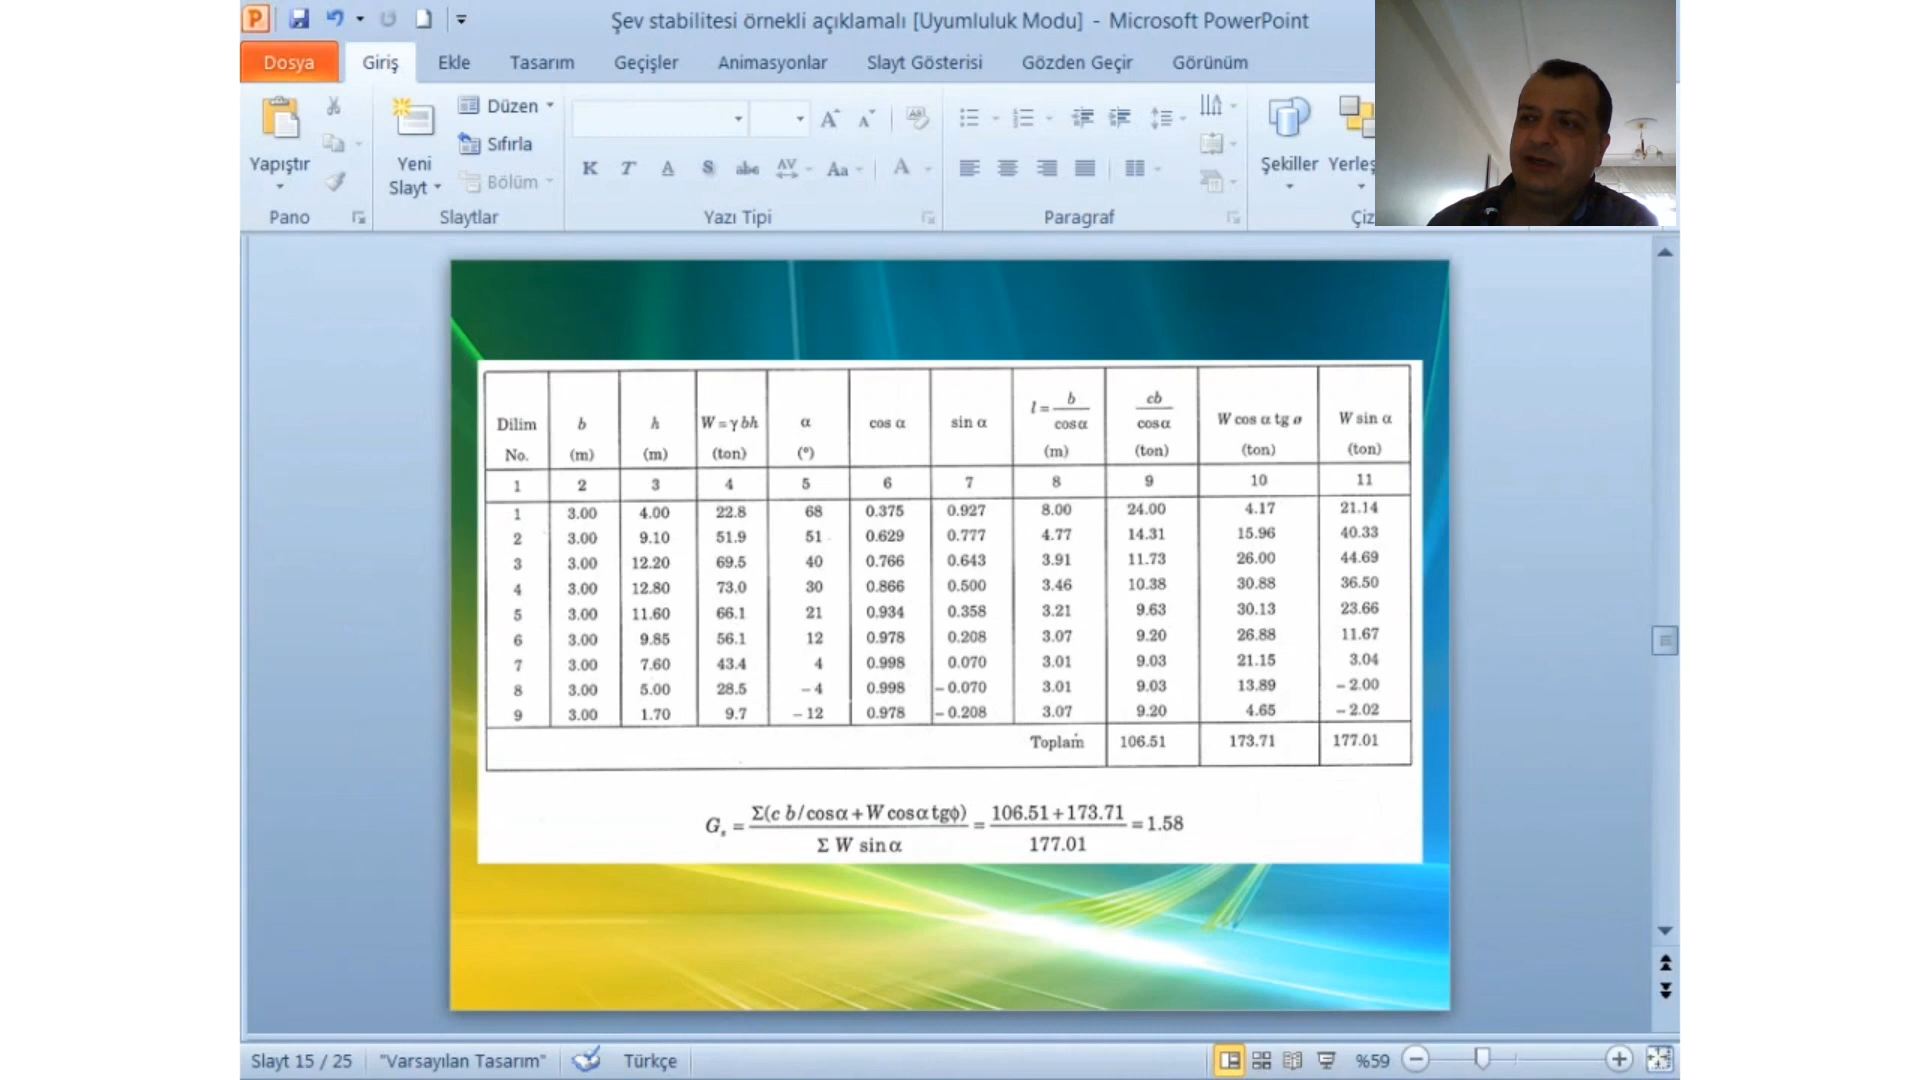 Şev stabilitesi örnekli açıklamalı [Uyumluluk Modu] - Microsoft PowerPoint
Dosya Giriş Ekle Tasarım Geçişler Animasyonlar Slayt Gösterisi Gözden Geçir Görünüm
Yapıştır
Yeni Slayt
Düzen
Sıfırla
Bölüm
K T A S abc AV Aa A
Şekiller Yerleş
Pano Slaytlar Yazı Tipi Paragraf Çiz
Dilim No. b (m) h (m) W = γ bh (ton) α (°) cos α sin α l = b / cos α (m) cb / cos α (ton) W cos α tg ø (ton) W sin α (ton)
1 2 3 4 5 6 7 8 9 10 11
1 3.00 4.00 22.8 68 0.375 0.927 8.00 24.00 4.17 21.14
2 3.00 9.10 51.9 51 0.629 0.777 4.77 14.31 15.96 40.33
3 3.00 12.20 69.5 40 0.766 0.643 3.91 11.73 26.00 44.69
4 3.00 12.80 73.0 30 0.866 0.500 3.46 10.38 30.88 36.50
5 3.00 11.60 66.1 21 0.934 0.358 3.21 9.63 30.13 23.66
6 3.00 9.85 56.1 12 0.978 0.208 3.07 9.20 26.88 11.67
7 3.00 7.60 43.4 4 0.998 0.070 3.01 9.03 21.15 3.04
8 3.00 5.00 28.5 – 4 0.998 – 0.070 3.01 9.03 13.89 – 2.00
9 3.00 1.70 9.7 – 12 0.978 – 0.208 3.07 9.20 4.65 – 2.02
Toplam 106.51 173.71 177.01
Gs = Σ(c b/cosα + W cosα tgϕ) / Σ W sinα = 106.51+173.71 / 177.01 = 1.58
Slayt 15 / 25 "Varsayılan Tasarım" Türkçe %59